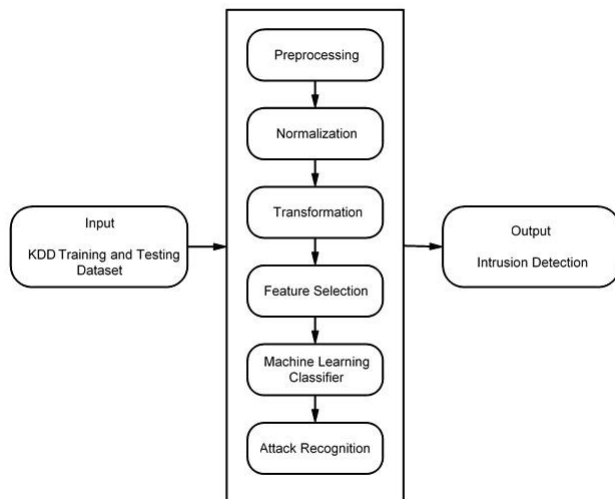 Input
KDD Training and Testing
Dataset
Preprocessing
Normalization
Transformation
Feature Selection
Machine Learning
Classifier
Attack Recognition
Output
Intrusion Detection